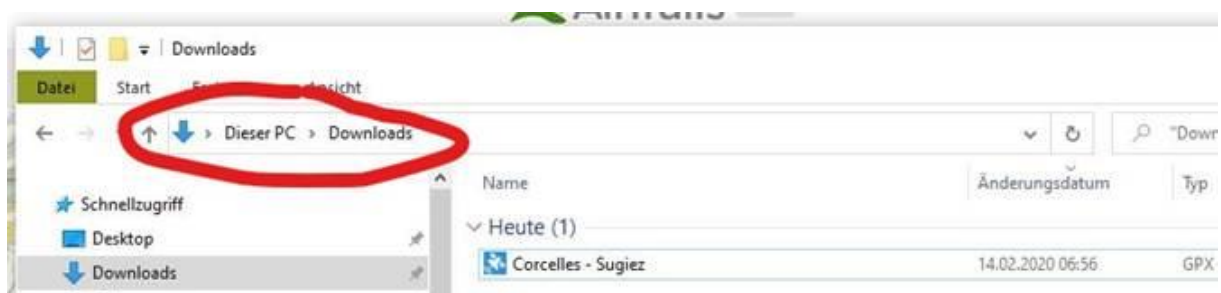 Downloads
Datei Start
Dieser PC > Downloads "Down
Name Änderungsdatum Typ
Schnellzugriff
Heute (1)
Desktop
Corcelles - Sugiez 14.02.2020 06:56 GPX
Downloads